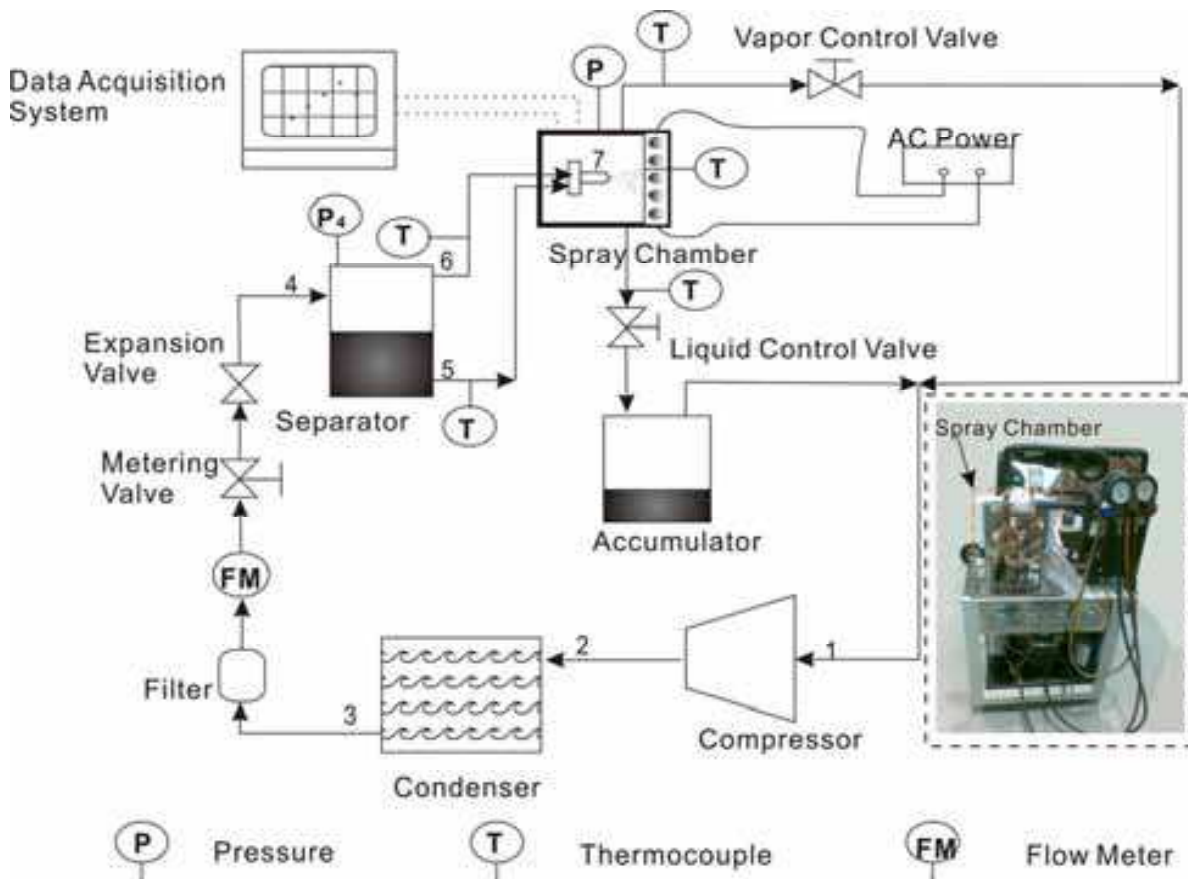 T
Vapor Control Valve
P
Data Acquisition
System
AC Power
7
T
P4
T
6
Spray Chamber
4
T
Expansion
Valve
5
Liquid Control Valve
Separator
T
Spray Chamber
Metering
Valve
Accumulator
FM
2
1
Filter
3
Compressor
Condenser
P
Pressure
T
Thermocouple
FM
Flow Meter